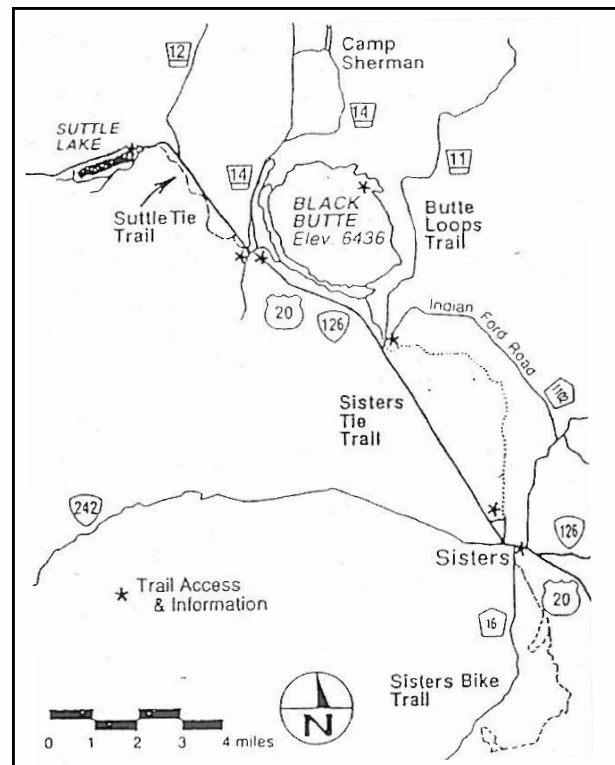 12
Camp
Sherman
SUTTLE
LAKE
14
14
11
Suttle Tie
Trail
BLACK
BUTTE
Elev. 6436
Butte
Loops
Trail
20
126
Indian Ford Road
Sisters
Tie
Trail
1102
242
126
Sisters
* Trail Access
& Information
20
16
Sisters Bike
Trail
N
0 1 2 3 4 miles